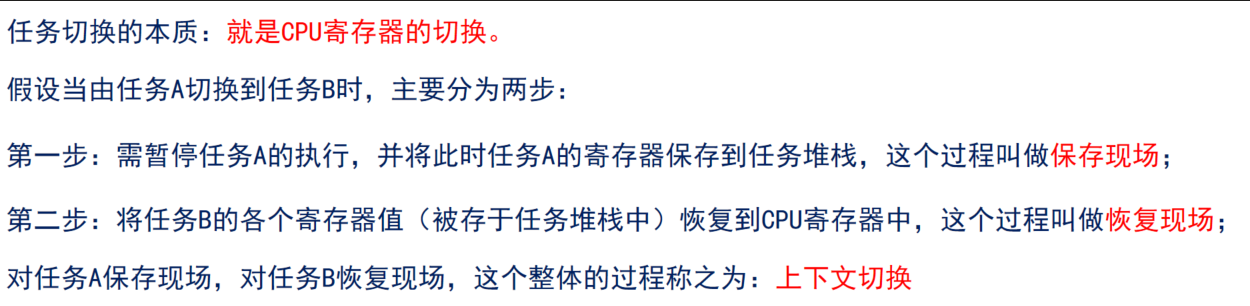 任务切换的本质：就是CPU寄存器的切换。
假设当由任务A切换到任务B时，主要分为两步：
第一步：需暂停任务A的执行，并将此时任务A的寄存器保存到任务堆栈，这个过程叫做保存现场；
第二步：将任务B的各个寄存器值（被存于任务堆栈中）恢复到CPU寄存器中，这个过程叫做恢复现场；
对任务A保存现场，对任务B恢复现场，这个整体的过程称之为：上下文切换